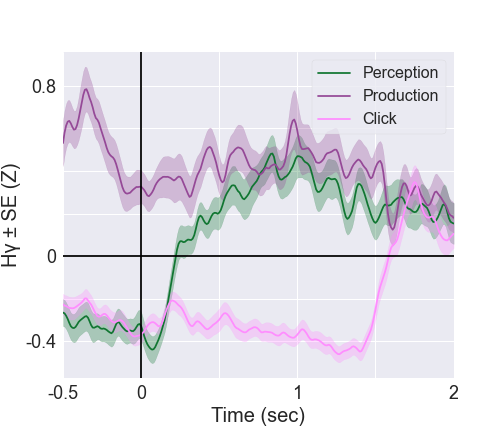 Perception
Production
Click
0.8
0
-0.4
Hγ ± SE (Z)
-0.5
0
1
2
Time (sec)